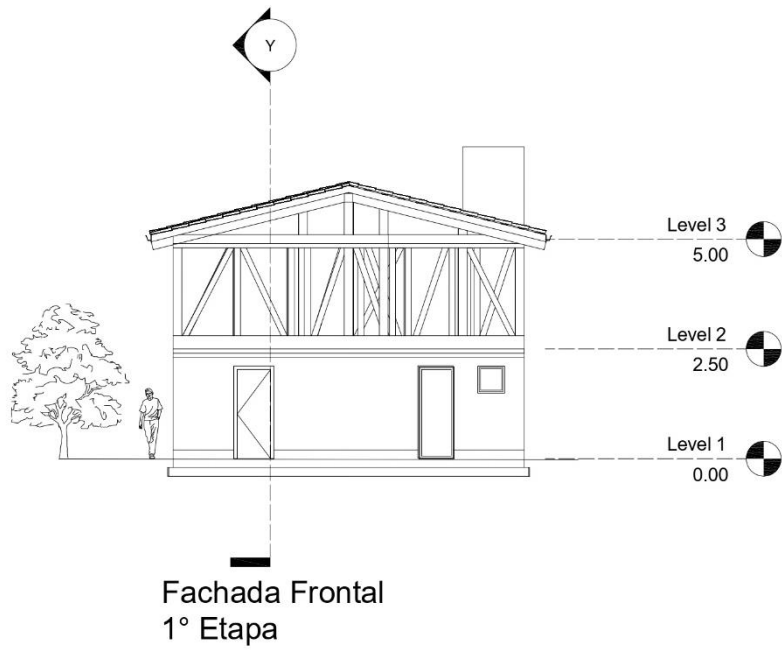 Y
Level 3
5.00
Level 2
2.50
Level 1
0.00
Fachada Frontal
1° Etapa